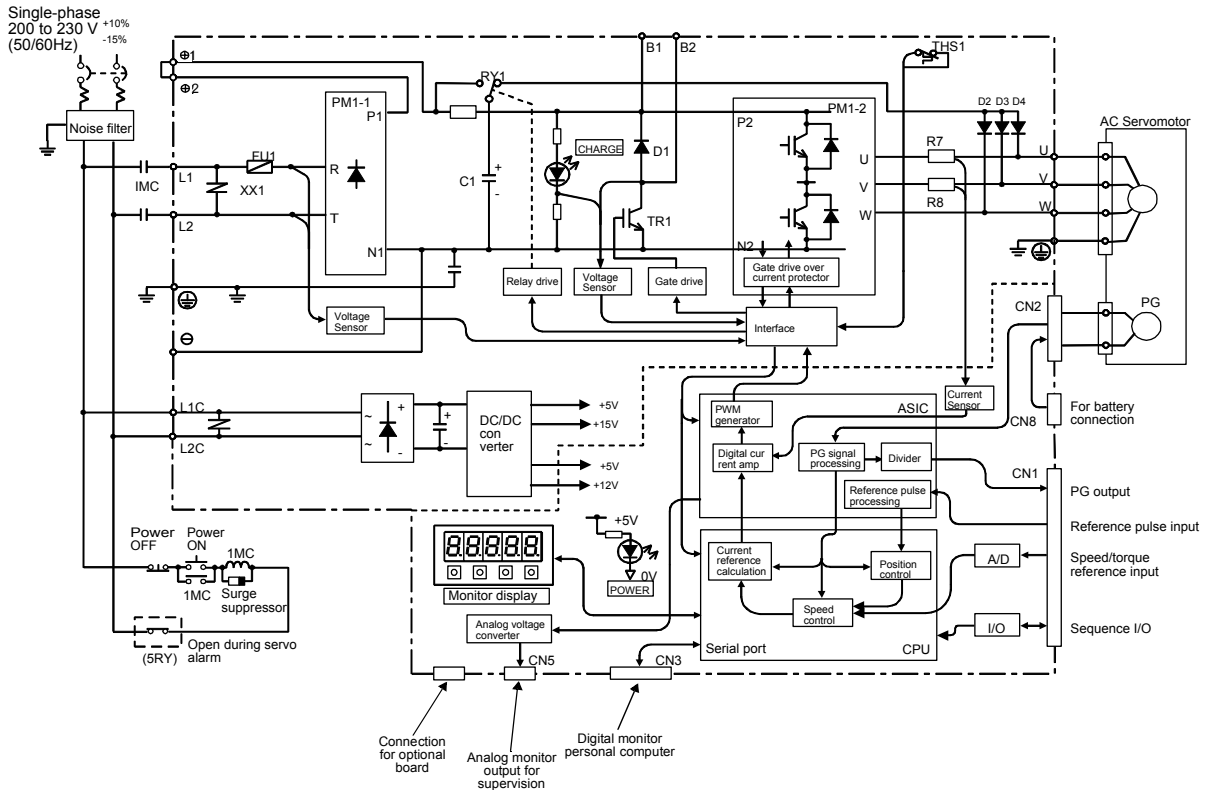 Single-phase
200 to 230 V +10%
-15%
(50/60Hz)
⊕1
⊕2
B1
B2
THS1
RY1
PM1-1
P1
PM1-2
P2
D2 D3 D4
AC Servomotor
Noise filter
FU1
R
CHARGE
D1
U
R7
U
L1
IMC
XX1
C1
+
-
V
V
T
TR1
W
R8
W
L2
N1
N2
Relay drive
Voltage
Sensor
Gate drive
Gate drive over
current protector
CN2
PG
Voltage
Sensor
Interface
⊖
L1C
L2C
~
~
+
-
+
-
DC/DC
con
verter
+5V
+15V
+5V
+12V
PWM
generator
ASIC
Current
Sensor
CN8
For battery
connection
Digital cur
rent amp
PG signal
processing
Divider
CN1
PG output
Reference pulse
processing
Reference pulse input
Power
OFF
Power
ON
1MC
1MC
Surge
suppressor
8.8.8.8.8.
Monitor display
+5V
0V
POWER
Current
reference
calculation
Position
control
A/D
Speed/torque
reference input
Speed
control
Analog voltage
converter
I/O
Sequence I/O
Open during servo
alarm
(5RY)
Serial port
CPU
CN5
CN3
Connection
for optional
board
Analog monitor
output for
supervision
Digital monitor
personal computer